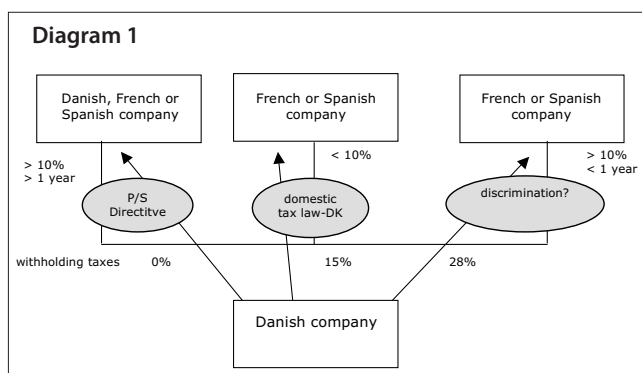 Diagram 1
Danish, French or
Spanish company
French or Spanish
company
French or Spanish
company
> 10%
> 1 year
< 10%
> 10%
< 1 year
P/S
Directitve
domestic
tax law-DK
discrimination?
withholding taxes 0% 15% 28%
Danish company